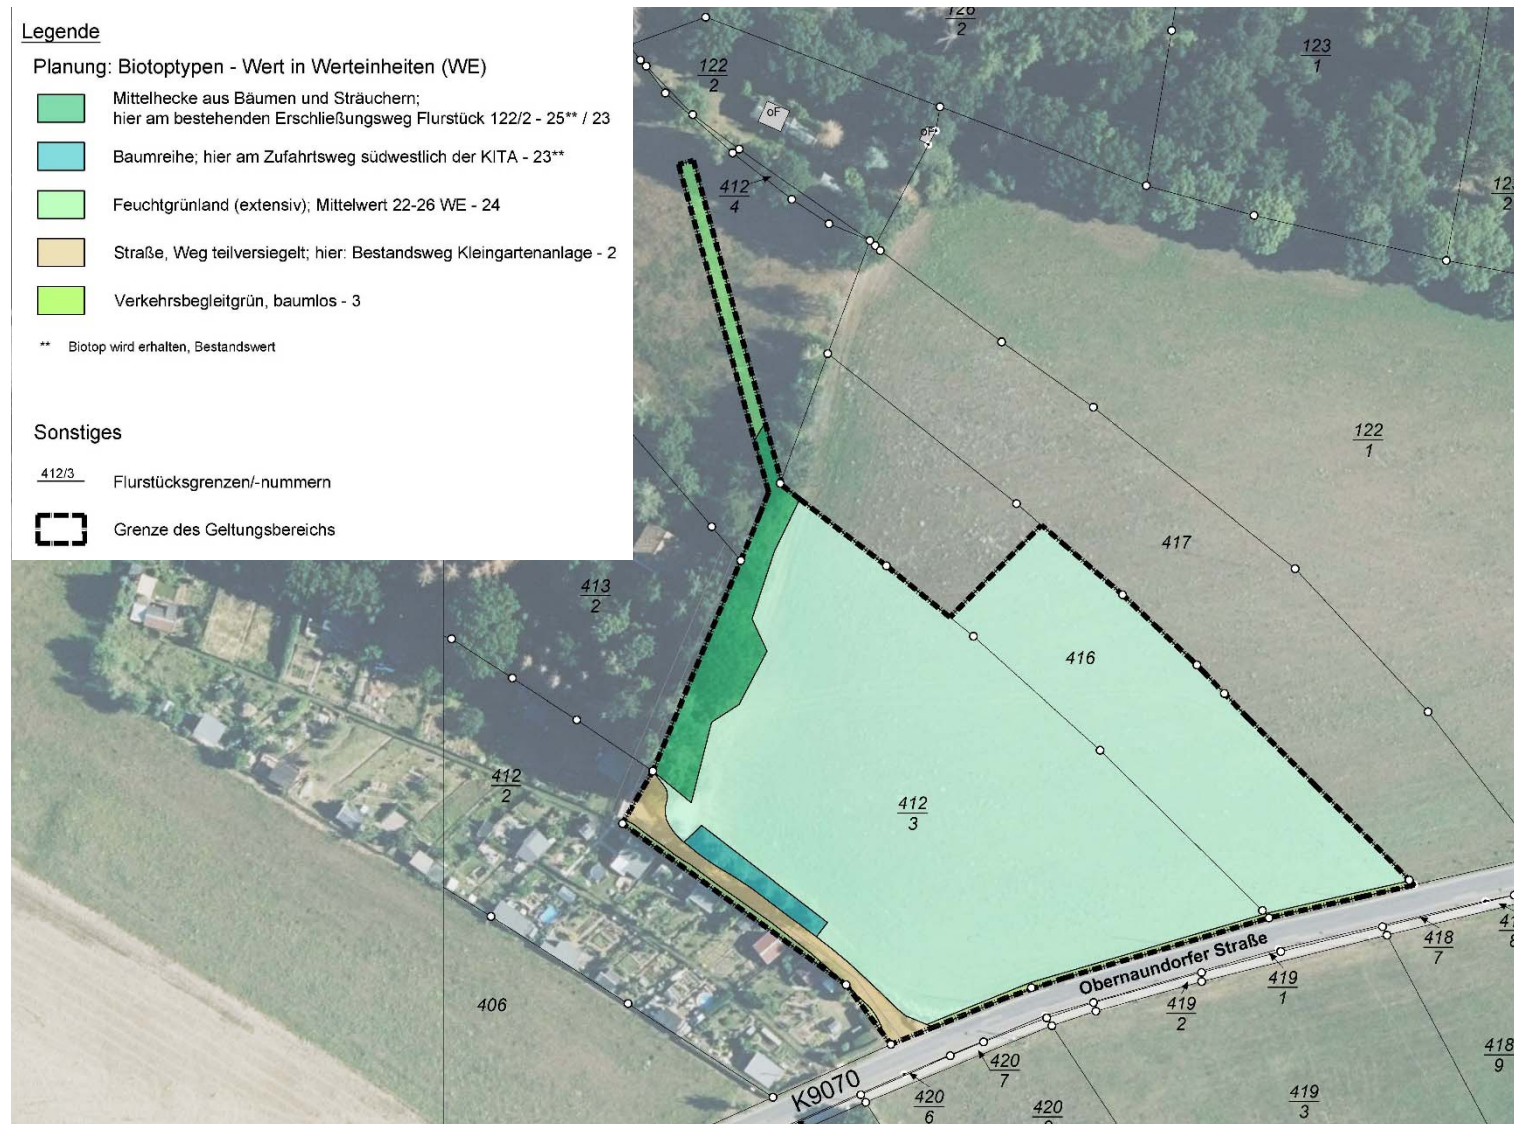 Legende
Planung: Biotoptypen - Wert in Werteinheiten (WE)
Mittelhecke aus Bäumen und Sträuchern;
hier am bestehenden Erschließungsweg Flurstück 122/2 - 25** / 23
Baumreihe; hier am Zufahrtsweg südwestlich der KITA - 23**
Feuchtgrünland (extensiv); Mittelwert 22-26 WE - 24
Straße, Weg teilversiegelt; hier: Bestandsweg Kleingartenanlage - 2
Verkehrsbegleitgrün, baumlos - 3
** Biotop wird erhalten, Bestandswert
Sonstiges
412/3 Flurstücksgrenzen/-nummern
Grenze des Geltungsbereichs
126
2
123
1
122
2
oF
oF
412
4
122
1
417
413
2
416
412
2
412
3
406
Obernaundorfer Straße
K9070
418
7
419
1
419
2
420
7
420
6
420
419
3
418
9